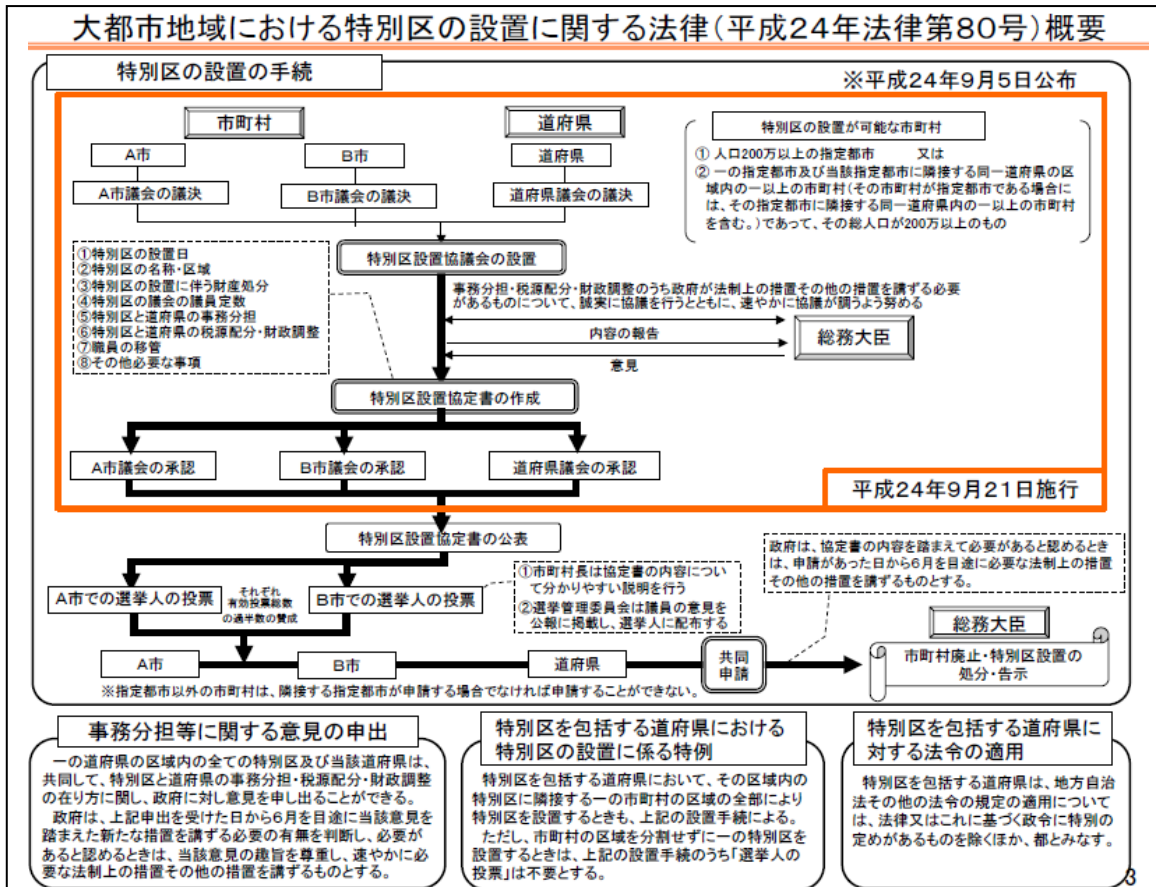 大都市地域における特別区の設置に関する法律(平成24年法律第80号)概要
特別区の設置の手続
※平成24年9月5日公布
市町村
道府県
A市
B市
道府県
A市議会の議決
B市議会の議決
道府県議会の議決
特別区の設置が可能な市町村
① 人口200万以上の指定都市 又は
② 一の指定都市及び当該指定都市に隣接する同一道府県の区
域内の一以上の市町村(その市町村が指定都市である場合に
は、その指定都市に隣接する同一道府県内の一以上の市町村
を含む。)であって、その総人口が200万以上のもの
特別区設置協議会の設置
①特別区の設置日
②特別区の名称・区域
③特別区の設置に伴う財産処分
④特別区の議会の議員定数
⑤特別区と道府県の事務分担
⑥特別区と道府県の税源配分・財政調整
⑦職員の移管
⑧その他必要な事項
事務分担・税源配分・財政調整のうち政府が法制上の措置その他の措置を講ずる必要
があるものについて、誠実に協議を行うとともに、速やかに協議が調うよう努める
内容の報告
意見
総務大臣
特別区設置協定書の作成
A市議会の承認
B市議会の承認
道府県議会の承認
平成24年9月21日施行
特別区設置協定書の公表
A市での選挙人の投票
それぞれ
有効投票総数
の過半数の賛成
B市での選挙人の投票
①市町村長は協定書の内容につい
て分かりやすい説明を行う
②選挙管理委員会は議員の意見を
公報に掲載し、選挙人に配布する
政府は、協定書の内容を踏まえて必要があると認めるとき
は、申請があった日から6月を目途に必要な法制上の措置
その他の措置を講ずるものとする。
A市
B市
道府県
共同
申請
総務大臣
市町村廃止・特別区設置の
処分・告示
※指定都市以外の市町村は、隣接する指定都市が申請する場合でなければ申請することができない。
事務分担等に関する意見の申出
一の道府県の区域内の全ての特別区及び当該道府県は、
共同して、特別区と道府県の事務分担・税源配分・財政調整
の在り方に関し、政府に対し意見を申し出ることができる。
政府は、上記申出を受けた日から6月を目途に当該意見を
踏まえた新たな措置を講ずる必要の有無を判断し、必要が
あると認めるときは、当該意見の趣旨を尊重し、速やかに必
要な法制上の措置その他の措置を講ずるものとする。
特別区を包括する道府県における
特別区の設置に係る特例
特別区を包括する道府県において、その区域内の
特別区に隣接する一の市町村の区域の全部により
特別区を設置するときも、上記の設置手続による。
ただし、市町村の区域を分割せずに一の特別区を
設置するときは、上記の設置手続のうち「選挙人の
投票」は不要とする。
特別区を包括する道府県に
対する法令の適用
特別区を包括する道府県は、地方自治
法その他の法令の規定の適用について
は、法律又はこれに基づく政令に特別の
定めがあるものを除くほか、都とみなす。
3